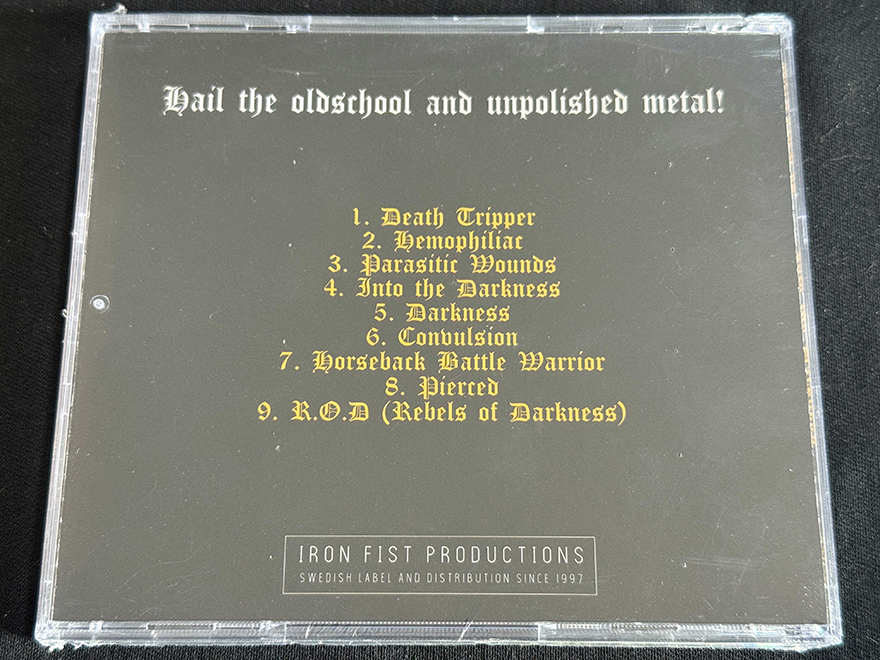 Hail the oldschool and unpolished metal!
1. Death Tripper
2. Hemophiliac
3. Parasitic Wounds
4. Into the Darkness
5. Darkness
6. Convulsion
7. Horseback Battle Warrior
8. Pierced
9. R.O.D (Rebels of Darkness)
IRON FIST PRODUCTIONS
SWEDISH LABEL AND DISTRIBUTION SINCE 1997